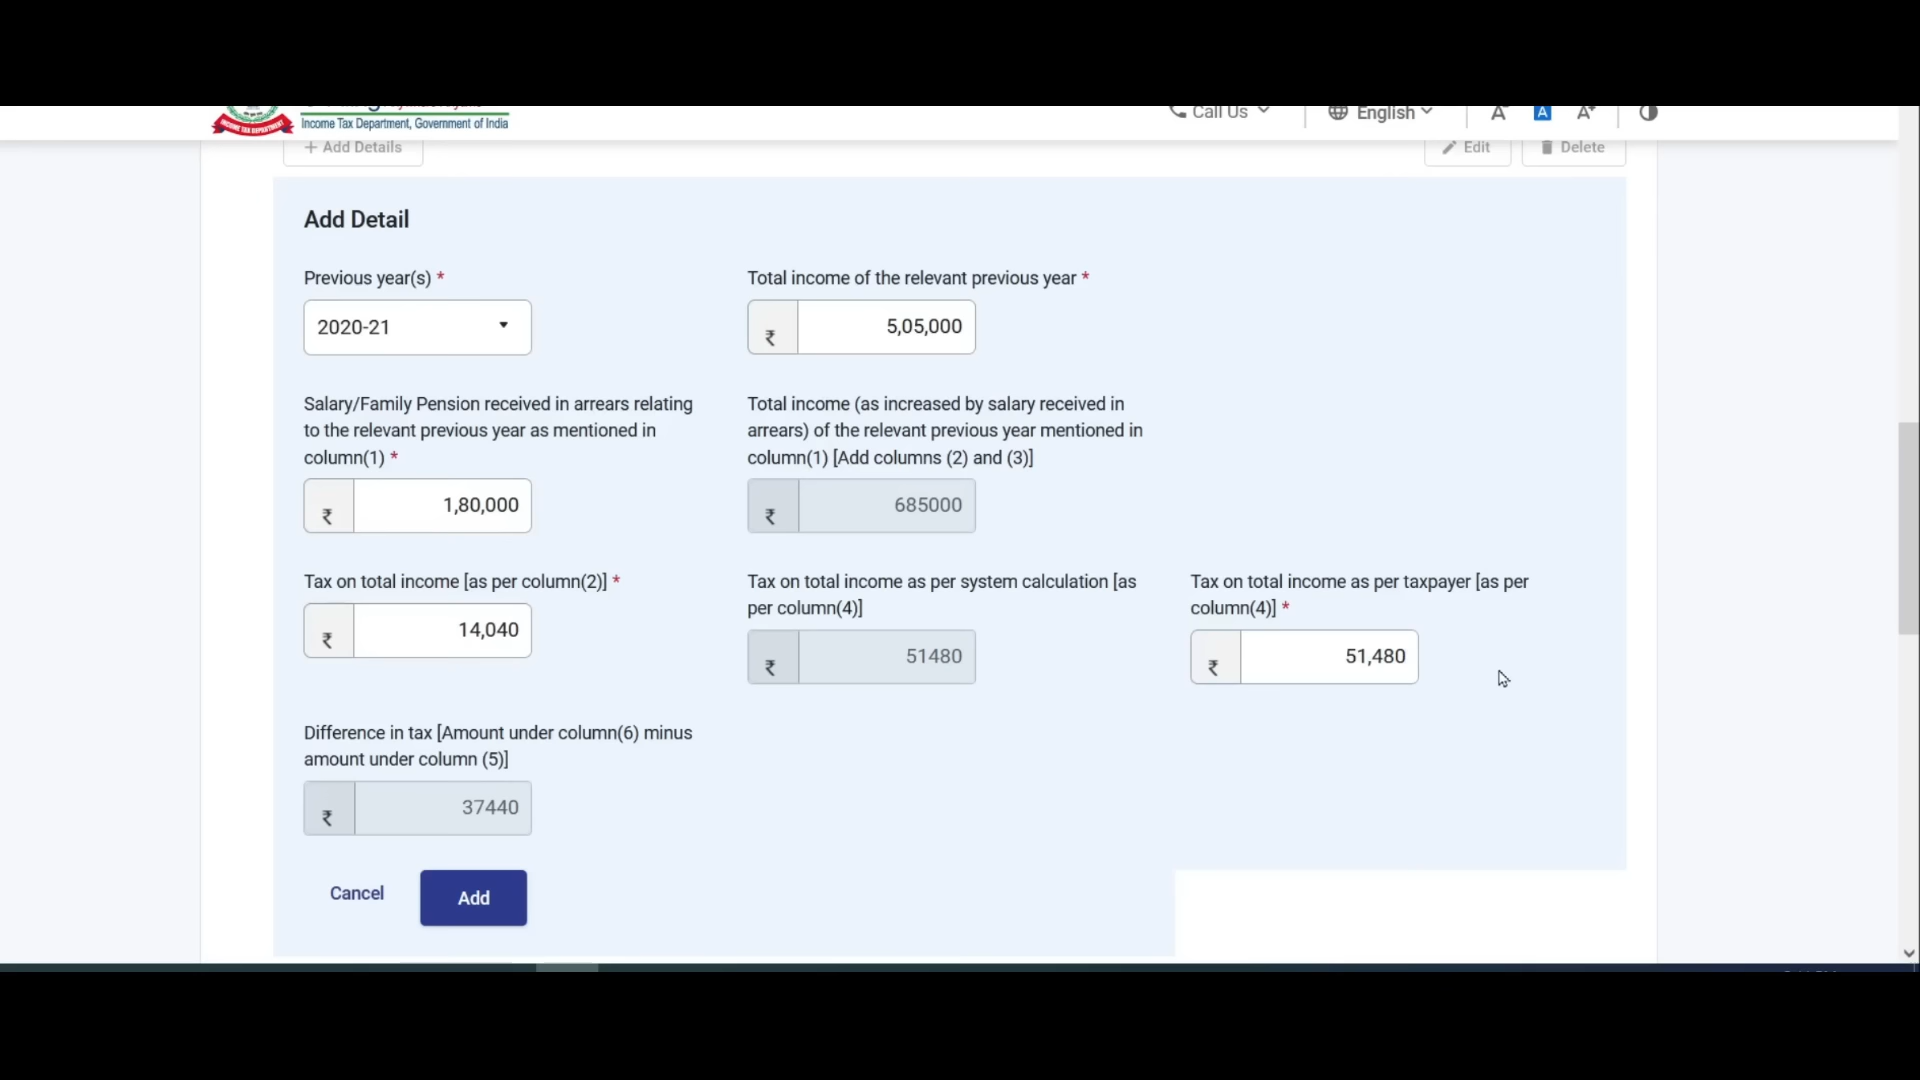 Income Tax Department, Government of India
Call Us
English
A
A
A+
+ Add Details
Edit
Delete
Add Detail
Previous year(s) *
Total income of the relevant previous year *
2020-21
₹ 5,05,000
Salary/Family Pension received in arrears relating
to the relevant previous year as mentioned in
column(1) *
Total income (as increased by salary received in
arrears) of the relevant previous year mentioned in
column(1) [Add columns (2) and (3)]
₹ 1,80,000
₹ 685000
Tax on total income [as per column(2)] *
Tax on total income as per system calculation [as
per column(4)]
Tax on total income as per taxpayer [as per
column(4)] *
₹ 14,040
₹ 51480
₹ 51,480
Difference in tax [Amount under column(6) minus
amount under column (5)]
₹ 37440
Cancel
Add